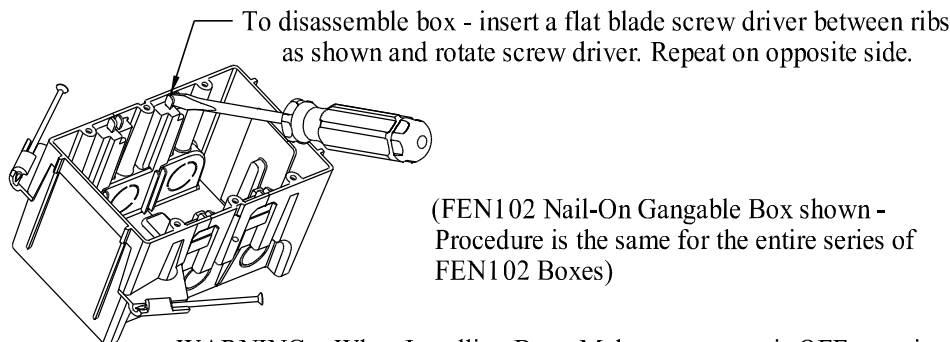 To disassemble box - insert a flat blade screw driver between ribs
as shown and rotate screw driver. Repeat on opposite side.
(FEN102 Nail-On Gangable Box shown -
Procedure is the same for the entire series of
FEN102 Boxes)
WARNING - When Installing Box - Make sure power is OFF